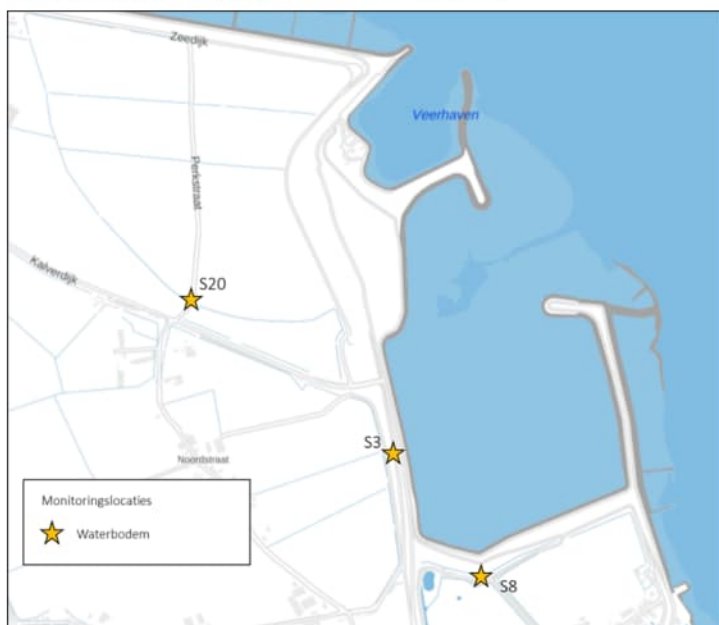 Zeedijk
Veerhaven
Perkstraat
Kalverdijk
S20
S3
Noordstraat
Monitoringslocaties
Waterbodem
S8